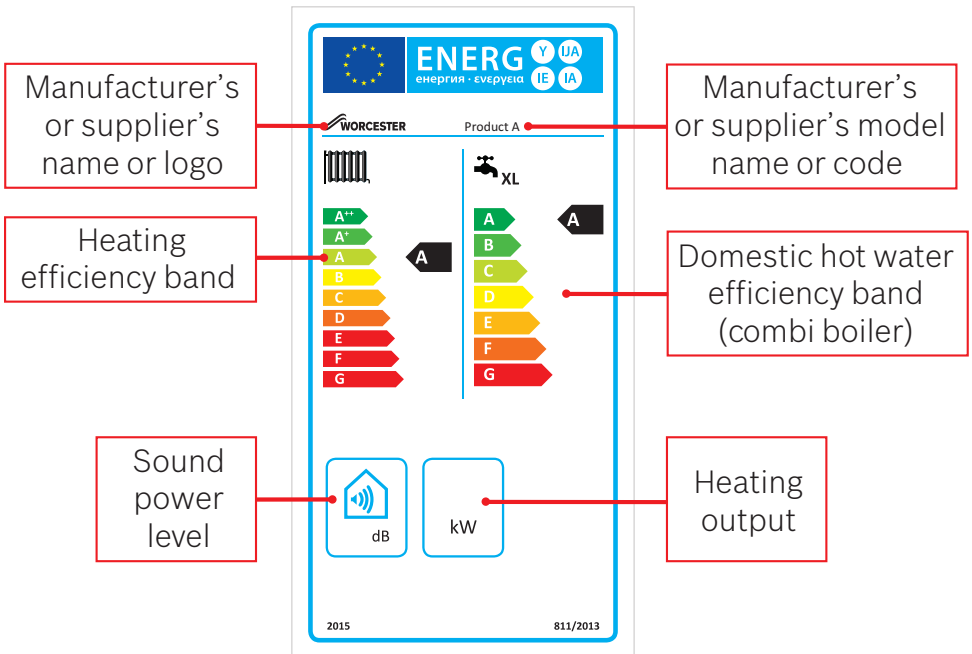 ENERG
Y IJA
IE IA
енергия · ενεργεια
Manufacturer's
or supplier's
name or logo
WORCESTER
Product A
Manufacturer's
or supplier's model
name or code
XL
Heating
efficiency band
A++
A+
A
B
C
D
E
F
G
A
A
B
C
D
E
F
G
A
Domestic hot water
efficiency band
(combi boiler)
Sound
power
level
dB
kW
Heating
output
2015
811/2013